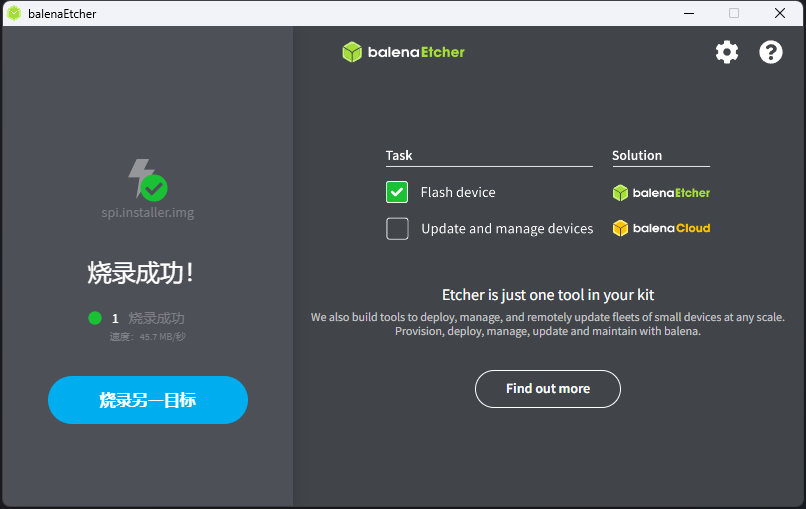 balenaEtcher
balenaEtcher
spi.installer.img
烧录成功！
1 烧录成功
速度：45.7 MB/秒
烧录另一目标
Task Solution
Flash device balenaEtcher
Update and manage devices balenaCloud
Etcher is just one tool in your kit
We also build tools to deploy, manage, and remotely update fleets of small devices at any scale.
Provision, deploy, manage, update and maintain with balena.
Find out more